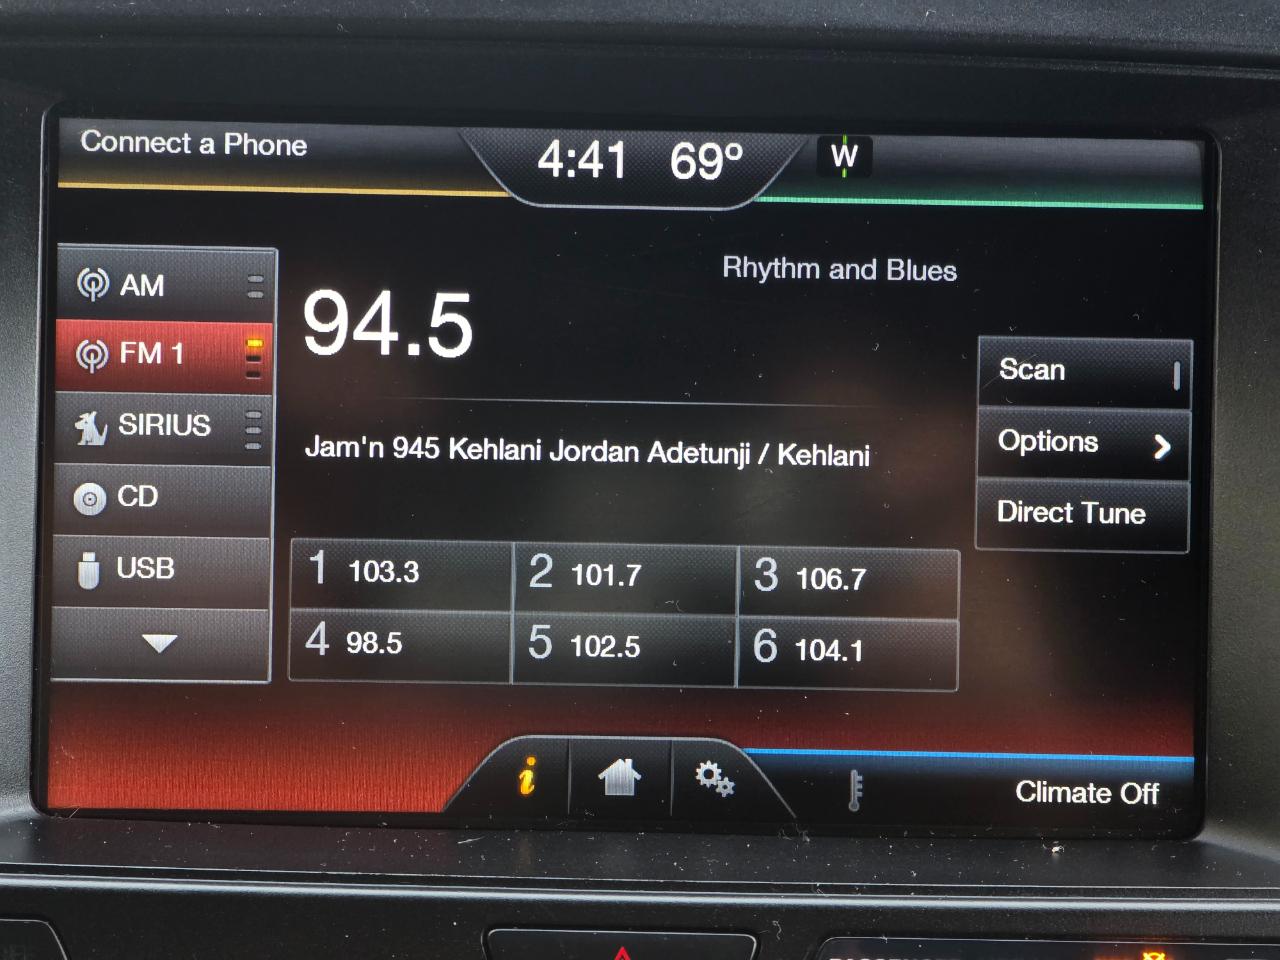 Connect a Phone
4:41 69º
W
AM
FM 1
SIRIUS
CD
USB
94.5
Rhythm and Blues
Jam'n 945 Kehlani Jordan Adetunji / Kehlani
Scan
Options
Direct Tune
1 103.3
2 101.7
3 106.7
4 98.5
5 102.5
6 104.1
i
Climate Off